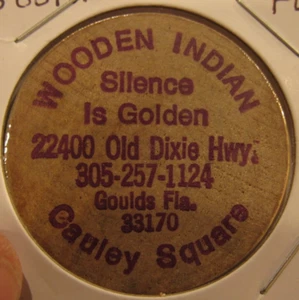 WOODEN INDIAN
Silence
Is Golden
22400 Old Dixie Hwy.
305-257-1124
Goulds Fla.
33170
Cauley Square